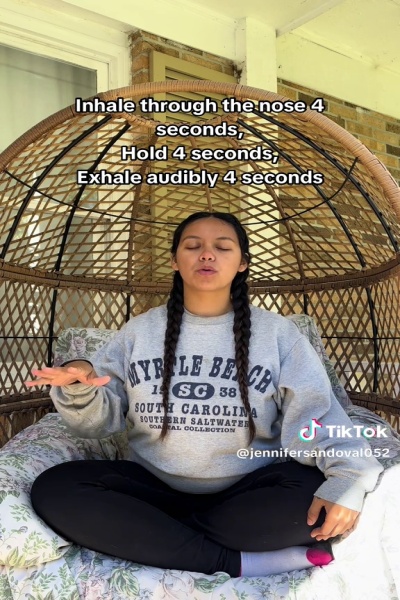 Inhale through the nose 4
seconds,
Hold 4 seconds,
Exhale audibly 4 seconds
MYRTLE BEACH
19 SC 38
SOUTH CAROLINA
SOUTHERN SALTWATER
COASTAL COLLECTION
TikTok
@jennifersandoval052